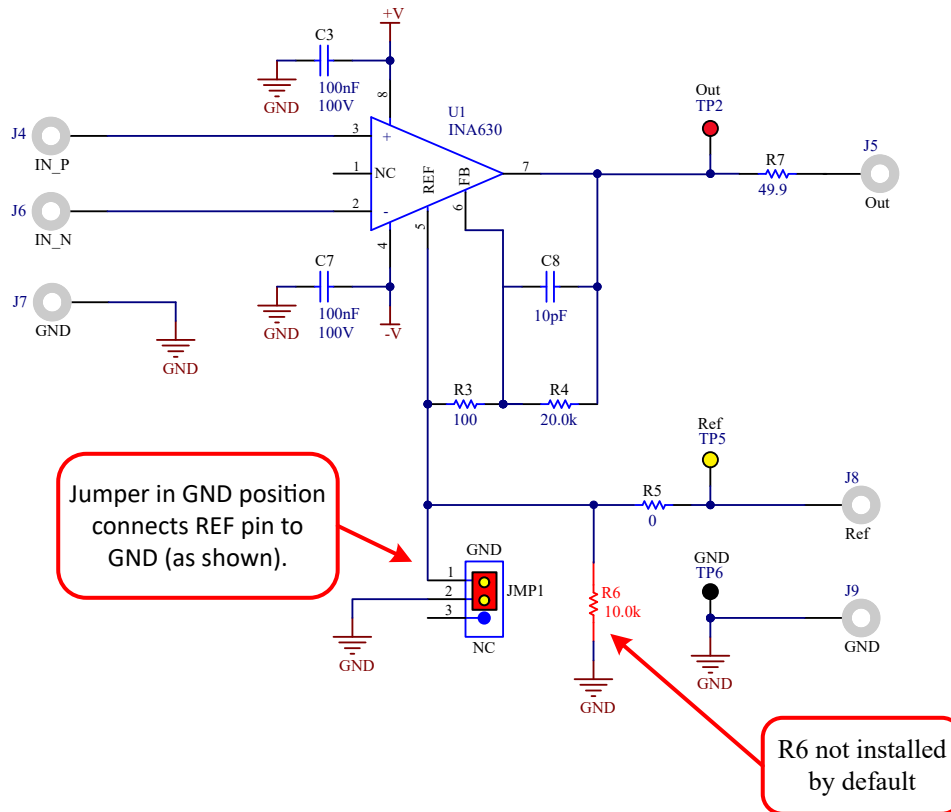 +V
C3
100nF
100V
GND
8
U1
INA630
J4
IN_P
3
+
1
NC
REF
FB
7
Out
TP2
R7
49.9
J5
Out
J6
IN_N
2
-
5
6
4
C7
100nF
100V
GND
-V
C8
10pF
J7
GND
GND
R3
100
R4
20.0k
Ref
TP5
R5
0
J8
Ref
Jumper in GND position
connects REF pin to
GND (as shown).
GND
1
2
3
JMP1
NC
GND
R6
10.0k
GND
GND
TP6
GND
J9
GND
R6 not installed
by default